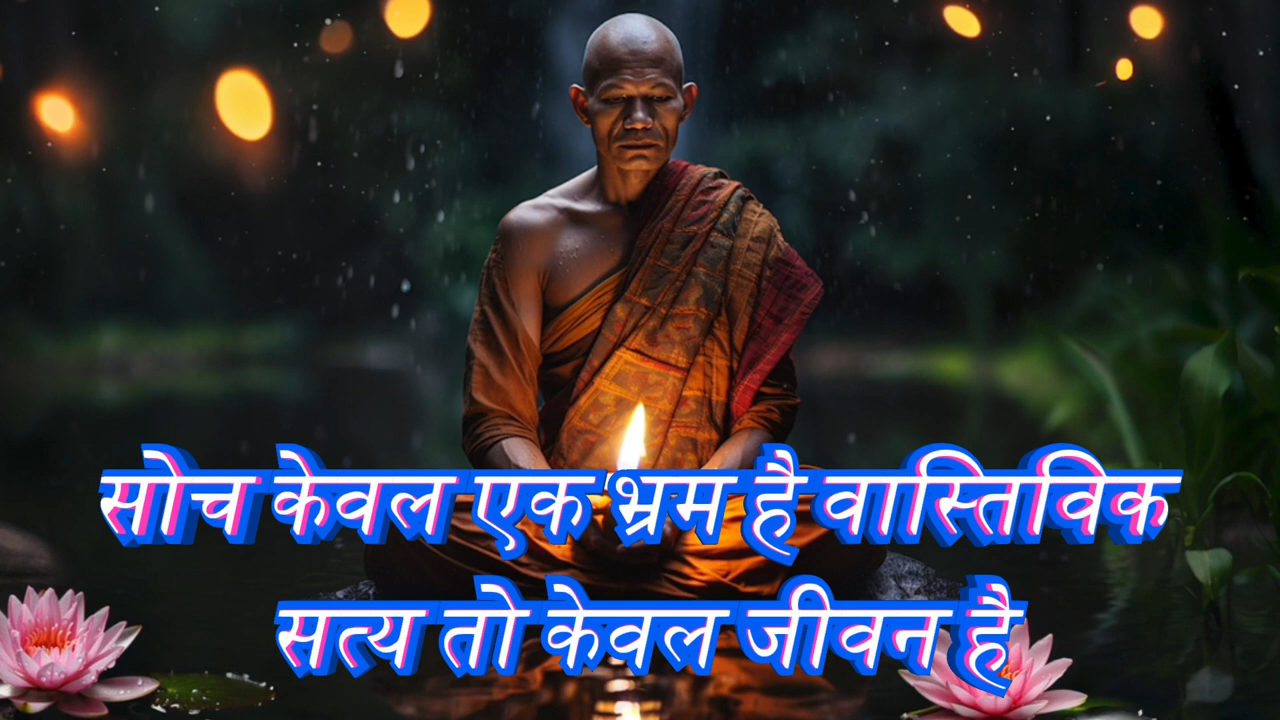 सोच केवल एक भ्रम है वास्तिविक
सत्य तो केवल जीवन है